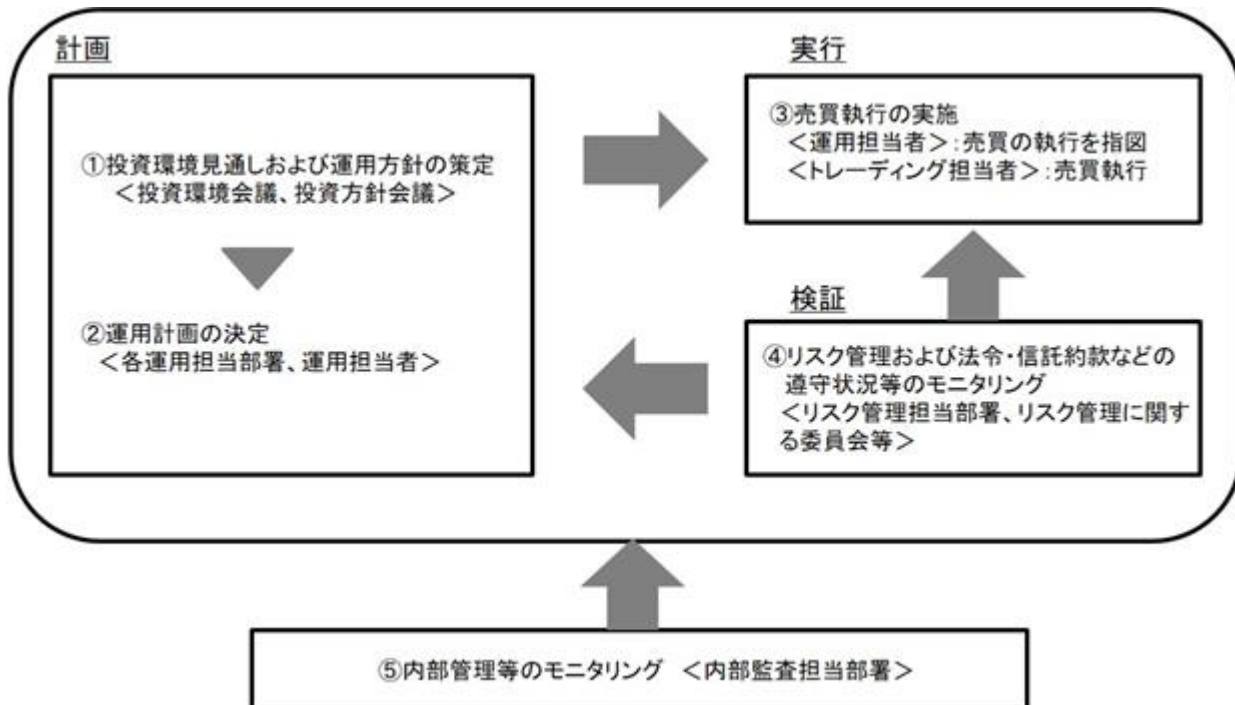 計画
①投資環境見通しおよび運用方針の策定
＜投資環境会議、投資方針会議＞
②運用計画の決定
＜各運用担当部署、運用担当者＞
実行
③売買執行の実施
＜運用担当者＞：売買の執行を指図
＜トレーディング担当者＞：売買執行
検証
④リスク管理および法令・信託約款などの
遵守状況等のモニタリング
＜リスク管理担当部署、リスク管理に関す
る委員会等＞
⑤内部管理等のモニタリング ＜内部監査担当部署＞